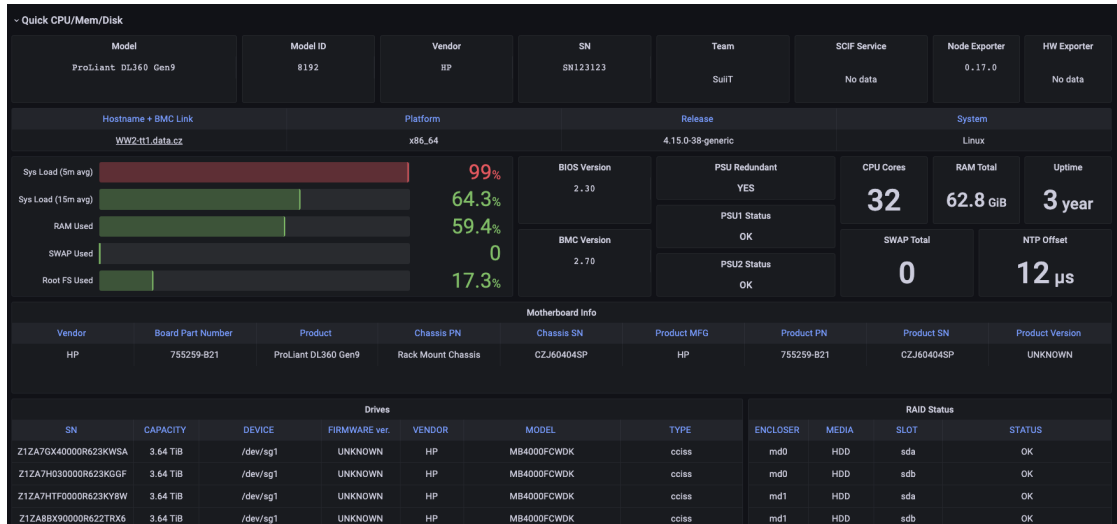 Quick CPU/Mem/Disk
Model Model ID Vendor SN Team SCIF Service Node Exporter HW Exporter
ProLiant DL360 Gen9 8192 HP SN123123 SuiiT No data 0.17.0 No data
Hostname + BMC Link Platform Release System
WW2-tt1.data.cz x86_64 4.15.0-38-generic Linux
Sys Load (5m avg) 99%
Sys Load (15m avg) 64.3%
RAM Used 59.4%
SWAP Used 0
Root FS Used 17.3%
BIOS Version
2.30
BMC Version
2.70
PSU Redundant
YES
PSU1 Status
OK
PSU2 Status
OK
CPU Cores RAM Total Uptime
32 62.8 GiB 3 year
SWAP Total NTP Offset
0 12 µs
Motherboard Info
Vendor Board Part Number Product Chassis PN Chassis SN Product MFG Product PN Product SN Product Version
HP 755259-B21 ProLiant DL360 Gen9 Rack Mount Chassis CZJ60404SP HP 755259-B21 CZJ60404SP UNKNOWN
Drives
SN CAPACITY DEVICE FIRMWARE ver. VENDOR MODEL TYPE
Z1ZA7GX40000R623KWSA 3.64 TiB /dev/sg1 UNKNOWN HP MB4000FCWDK cciss
Z1ZA7H030000R623KGGF 3.64 TiB /dev/sg1 UNKNOWN HP MB4000FCWDK cciss
Z1ZA7HTF0000R623KY8W 3.64 TiB /dev/sg1 UNKNOWN HP MB4000FCWDK cciss
Z1ZA8BX90000R622TRX6 3.64 TiB /dev/sg1 UNKNOWN HP MB4000FCWDK cciss
RAID Status
ENCLOSER MEDIA SLOT STATUS
md0 HDD sda OK
md0 HDD sdb OK
md1 HDD sda OK
md1 HDD sdb OK